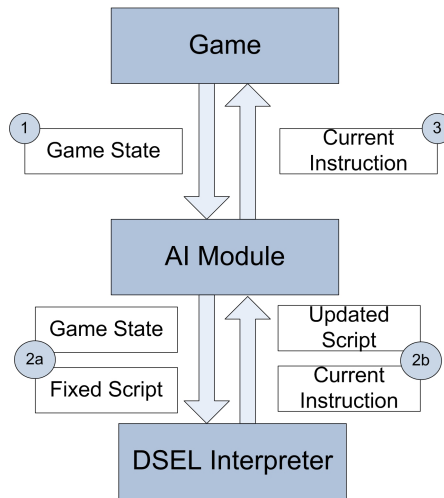 Game
1
Game State
3
Current
Instruction
AI Module
Game State
2a
Fixed Script
Updated
Script
2b
Current
Instruction
DSEL Interpreter